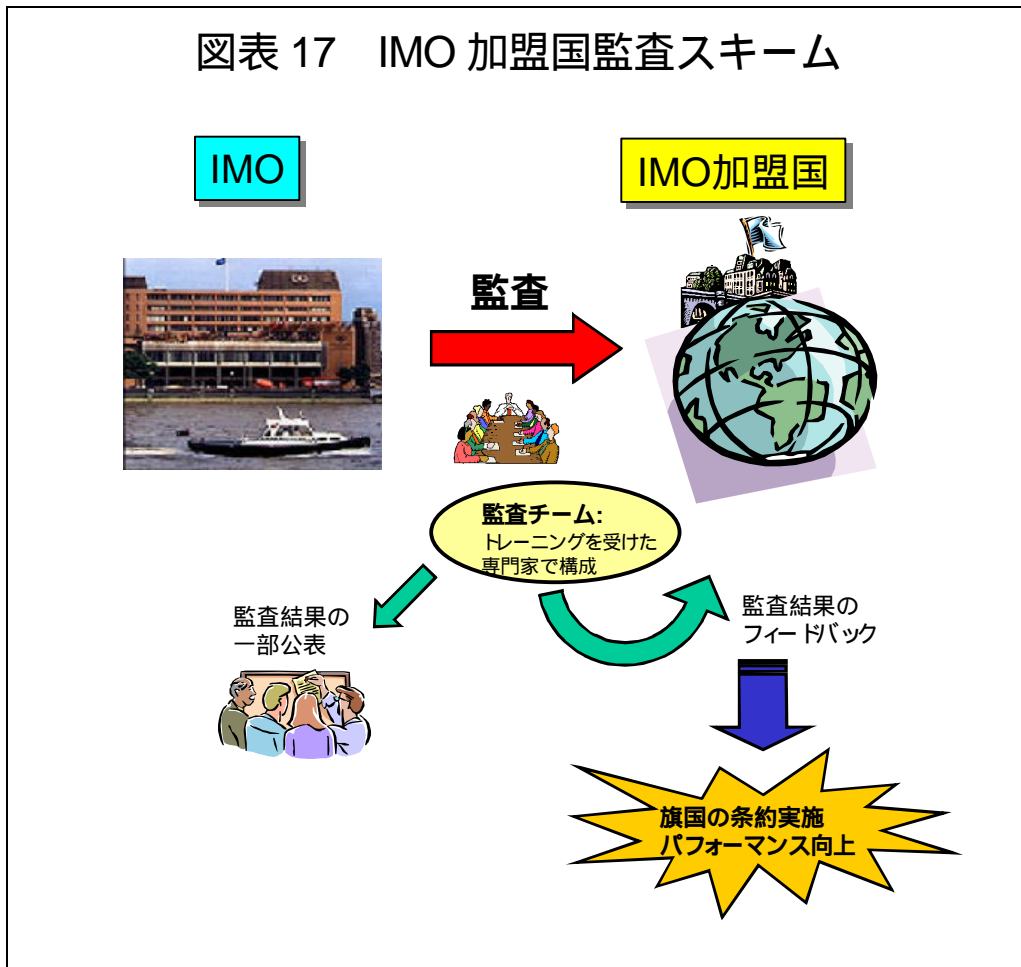 図表 17　IMO 加盟国監査スキーム
IMO
IMO加盟国
監査
監査チーム:
トレーニングを受けた
専門家で構成
監査結果の
一部公表
監査結果の
フィードバック
旗国の条約実施
パフォーマンス向上